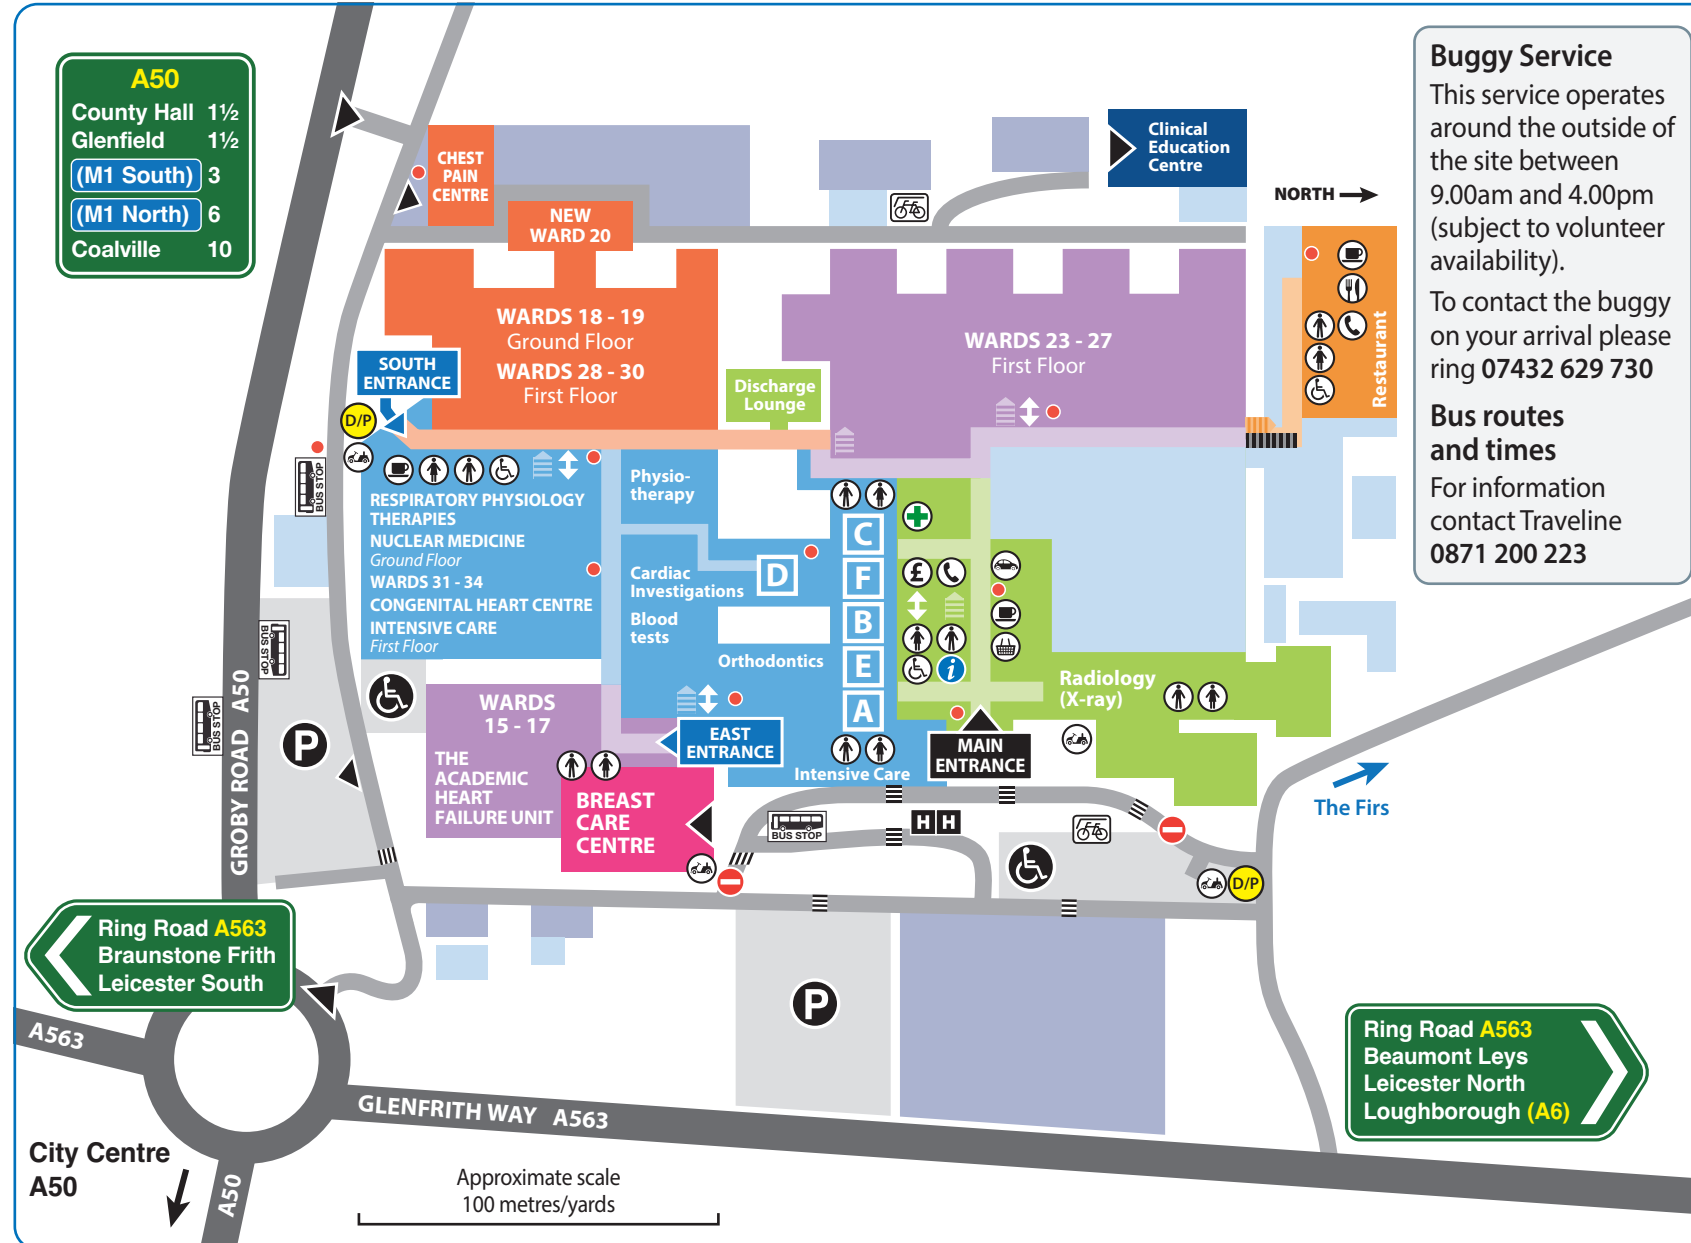 A50
County Hall 1½
Glenfield 1½
(M1 South) 3
(M1 North) 6
Coalville 10
Buggy Service
This service operates
around the outside of
the site between
9.00am and 4.00pm
(subject to volunteer
availability).
To contact the buggy
on your arrival please
ring 07432 629 730
Bus routes
and times
For information
contact Traveline
0871 200 223
CHEST
PAIN
CENTRE
Clinical
Education
Centre
NORTH
NEW
WARD 20
WARDS 18 - 19
Ground Floor
WARDS 28 - 30
First Floor
WARDS 23 - 27
First Floor
Restaurant
SOUTH
ENTRANCE
Discharge
Lounge
D/P
BUS STOP
RESPIRATORY PHYSIOLOGY
THERAPIES
NUCLEAR MEDICINE
Ground Floor
WARDS 31 - 34
CONGENITAL HEART CENTRE
INTENSIVE CARE
First Floor
Physio-
therapy
Cardiac
Investigations
Blood
tests
D
Orthodontics
C
F
B
E
A
£
i
Radiology
(X-ray)
BUS STOP
BUS STOP
GROBY ROAD A50
P
WARDS
15 - 17
THE
ACADEMIC
HEART
FAILURE UNIT
EAST
ENTRANCE
MAIN
ENTRANCE
Intensive Care
BREAST
CARE
CENTRE
BUS STOP
H H
The Firs
D/P
Ring Road A563
Braunstone Frith
Leicester South
P
A563
GLENFRITH WAY A563
Ring Road A563
Beaumont Leys
Leicester North
Loughborough (A6)
City Centre
A50
A50
Approximate scale
100 metres/yards